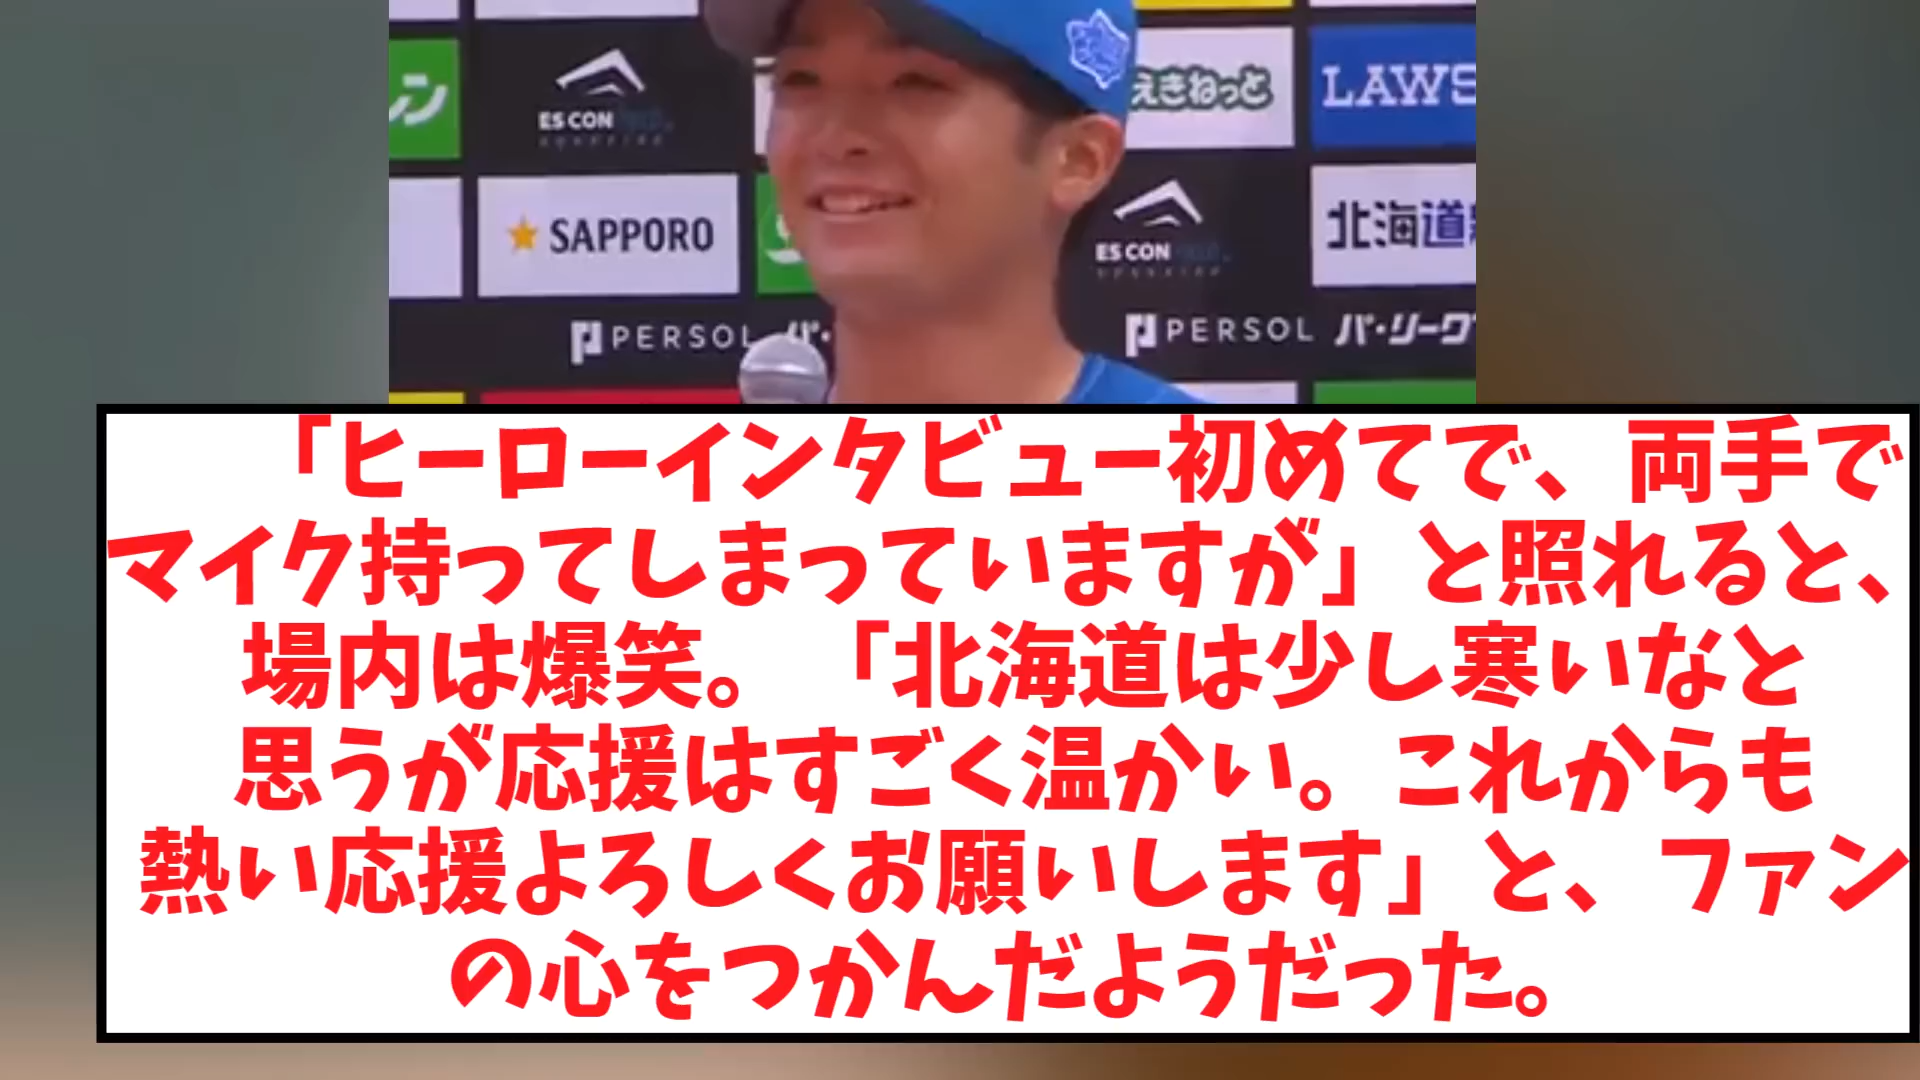 レン
ES CON
えきねっと
LAWS
SAPPORO
ES CON
北海道
PERSOL パ・
PERSOL パ・リーグ
「ヒーローインタビュー初めてで、両手で
マイク持ってしまっていますが」と照れると、
場内は爆笑。「北海道は少し寒いなと
思うが応援はすごく温かい。これからも
熱い応援よろしくお願いします」と、ファン
の心をつかんだようだった。